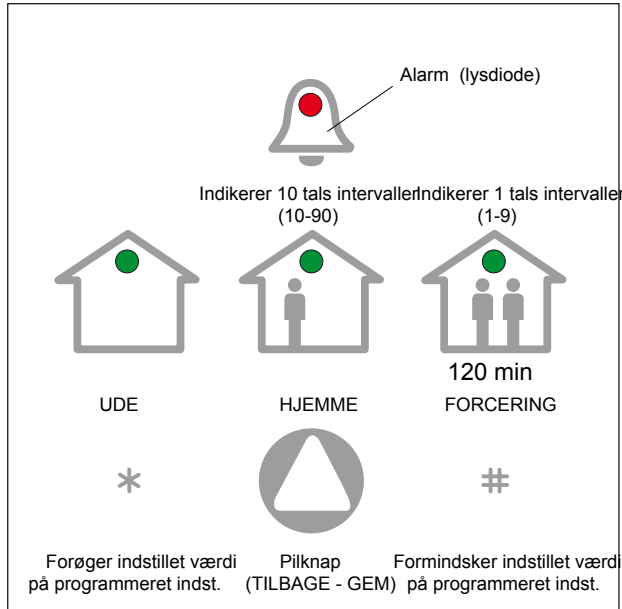 Alarm (lysdiode)
Indikerer 10 tals intervaller
(10-90)
Indikerer 1 tals intervaller
(1-9)
120 min
UDE
HJEMME
FORCERING
*
#
Forøger indstillet værdi
på programmeret indst.
Pilknap
(TILBAGE - GEM)
Formindsker indstillet værdi
på programmeret indst.